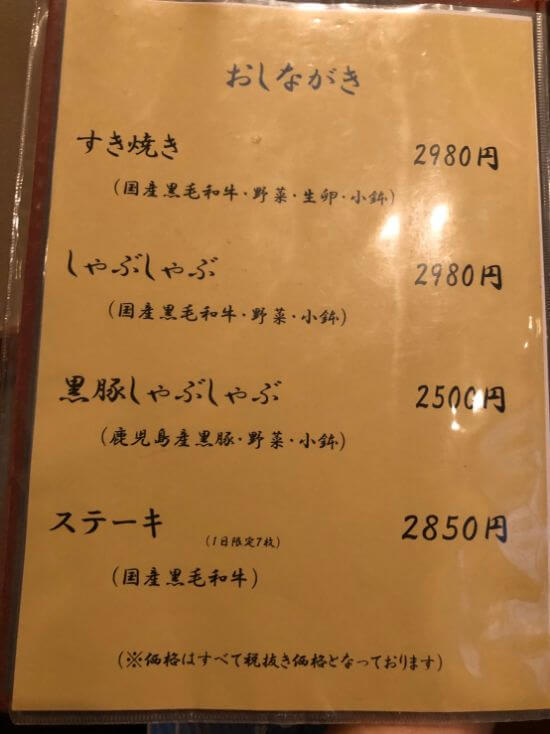 おしながき
すき焼き 2980円
(国産黒毛和牛・野菜・生卵・小鉢)
しゃぶしゃぶ 2980円
(国産黒毛和牛・野菜・小鉢)
黒豚しゃぶしゃぶ 2500円
(鹿児島産黒豚・野菜・小鉢)
ステーキ (1日限定7枚) 2850円
(国産黒毛和牛)
(※価格はすべて税抜き価格となっております)